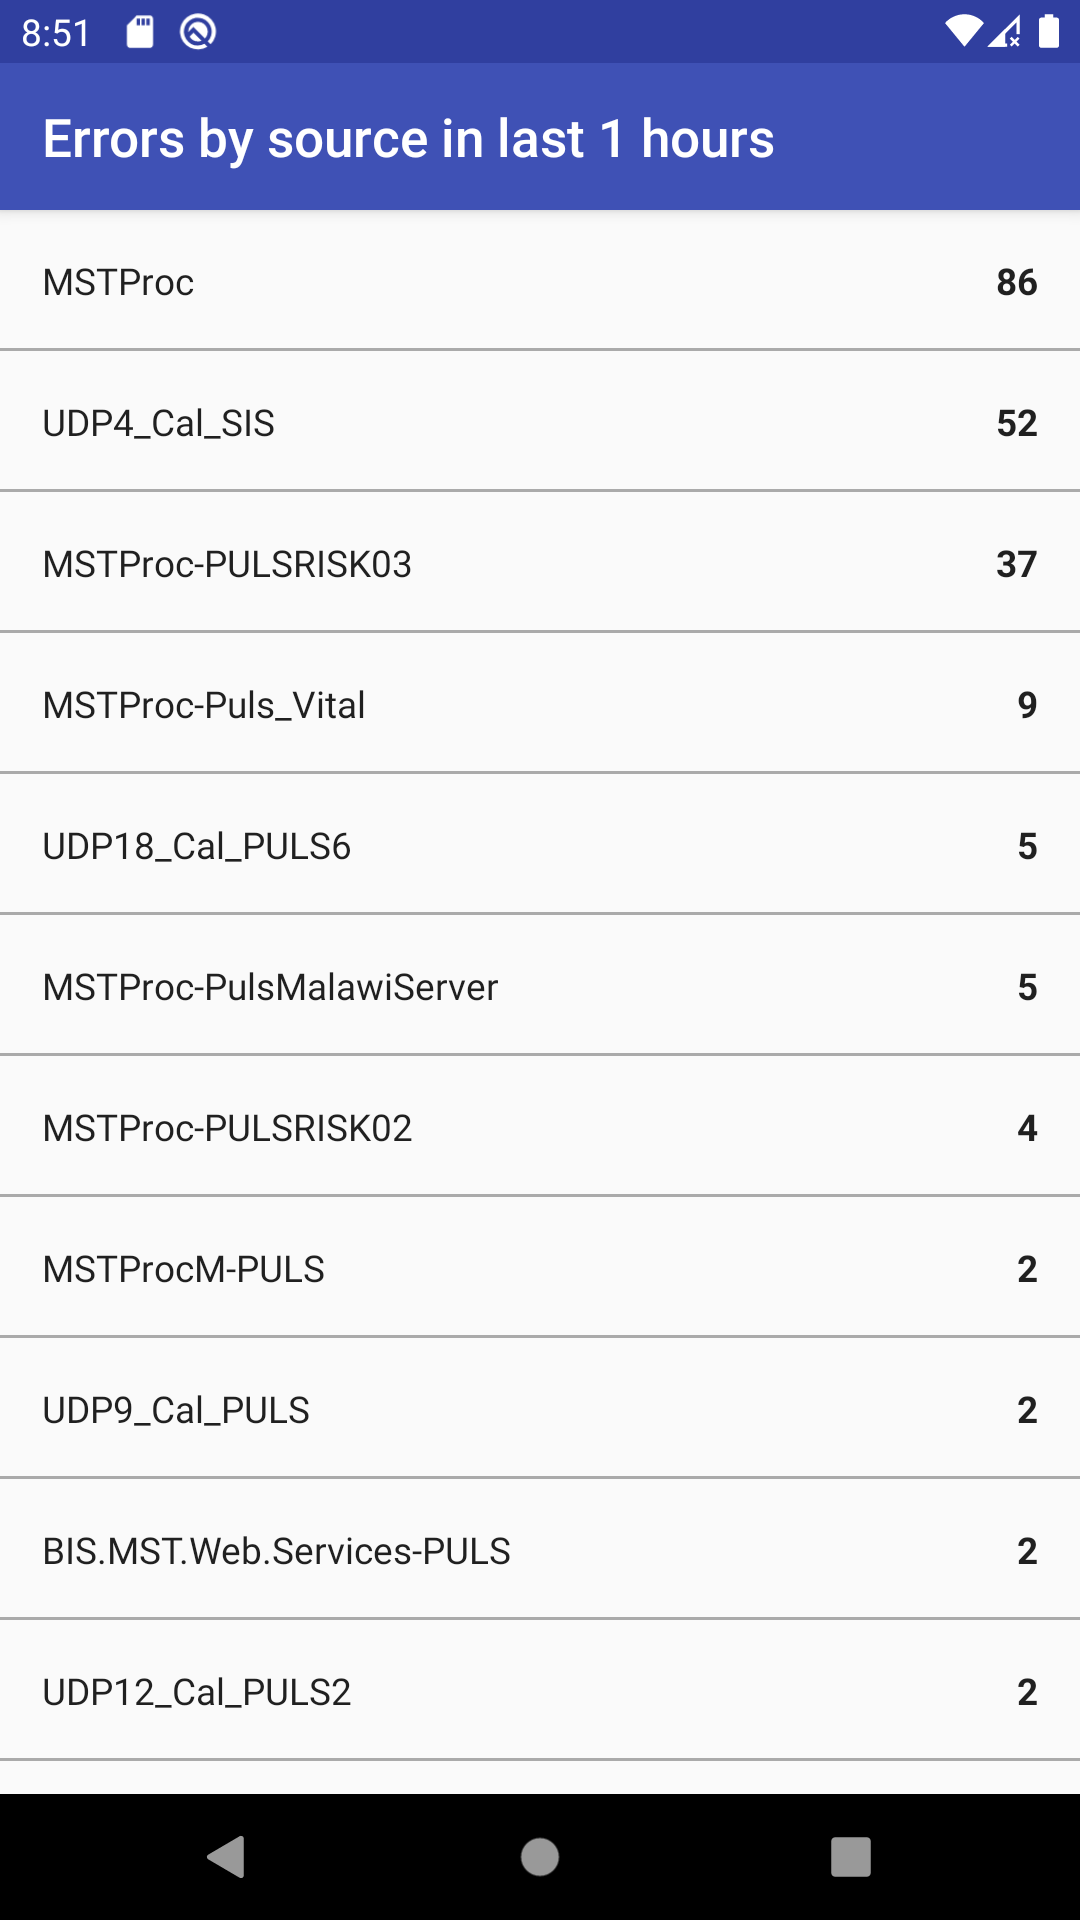 8:51
Errors by source in last 1 hours
MSTProc 86
UDP4_Cal_SIS 52
MSTProc-PULSRISK03 37
MSTProc-Puls_Vital 9
UDP18_Cal_PULS6 5
MSTProc-PulsMalawiServer 5
MSTProc-PULSRISK02 4
MSTProcM-PULS 2
UDP9_Cal_PULS 2
BIS.MST.Web.Services-PULS 2
UDP12_Cal_PULS2 2